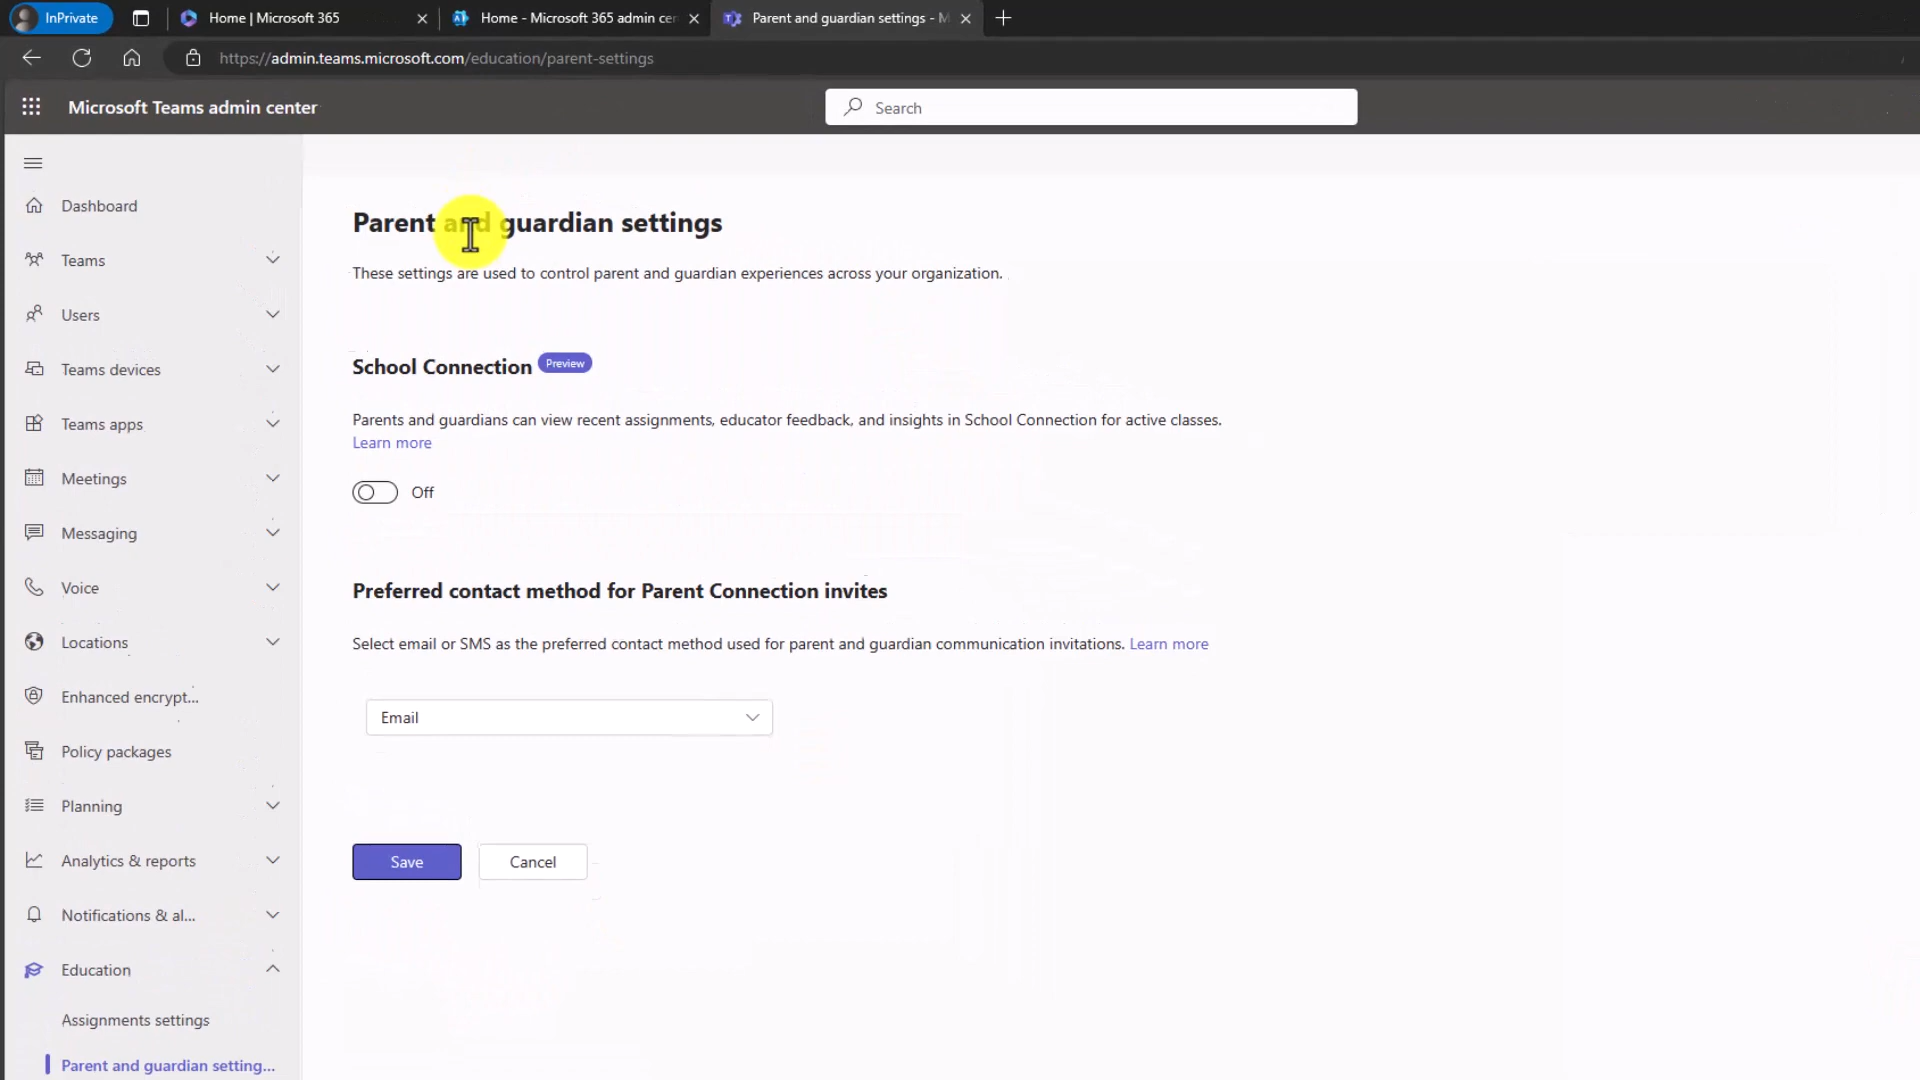 InPrivate
Home | Microsoft 365
Home - Microsoft 365 admin cen
Parent and guardian settings - M
https://admin.teams.microsoft.com/education/parent-settings
Microsoft Teams admin center
Search
Dashboard
Teams
Users
Teams devices
Teams apps
Meetings
Messaging
Voice
Locations
Enhanced encrypt...
Policy packages
Planning
Analytics & reports
Notifications & al...
Education
Assignments settings
Parent and guardian setting...
Parent and guardian settings
These settings are used to control parent and guardian experiences across your organization.
School Connection Preview
Parents and guardians can view recent assignments, educator feedback, and insights in School Connection for active classes.
Learn more
Off
Preferred contact method for Parent Connection invites
Select email or SMS as the preferred contact method used for parent and guardian communication invitations. Learn more
Email
Save
Cancel